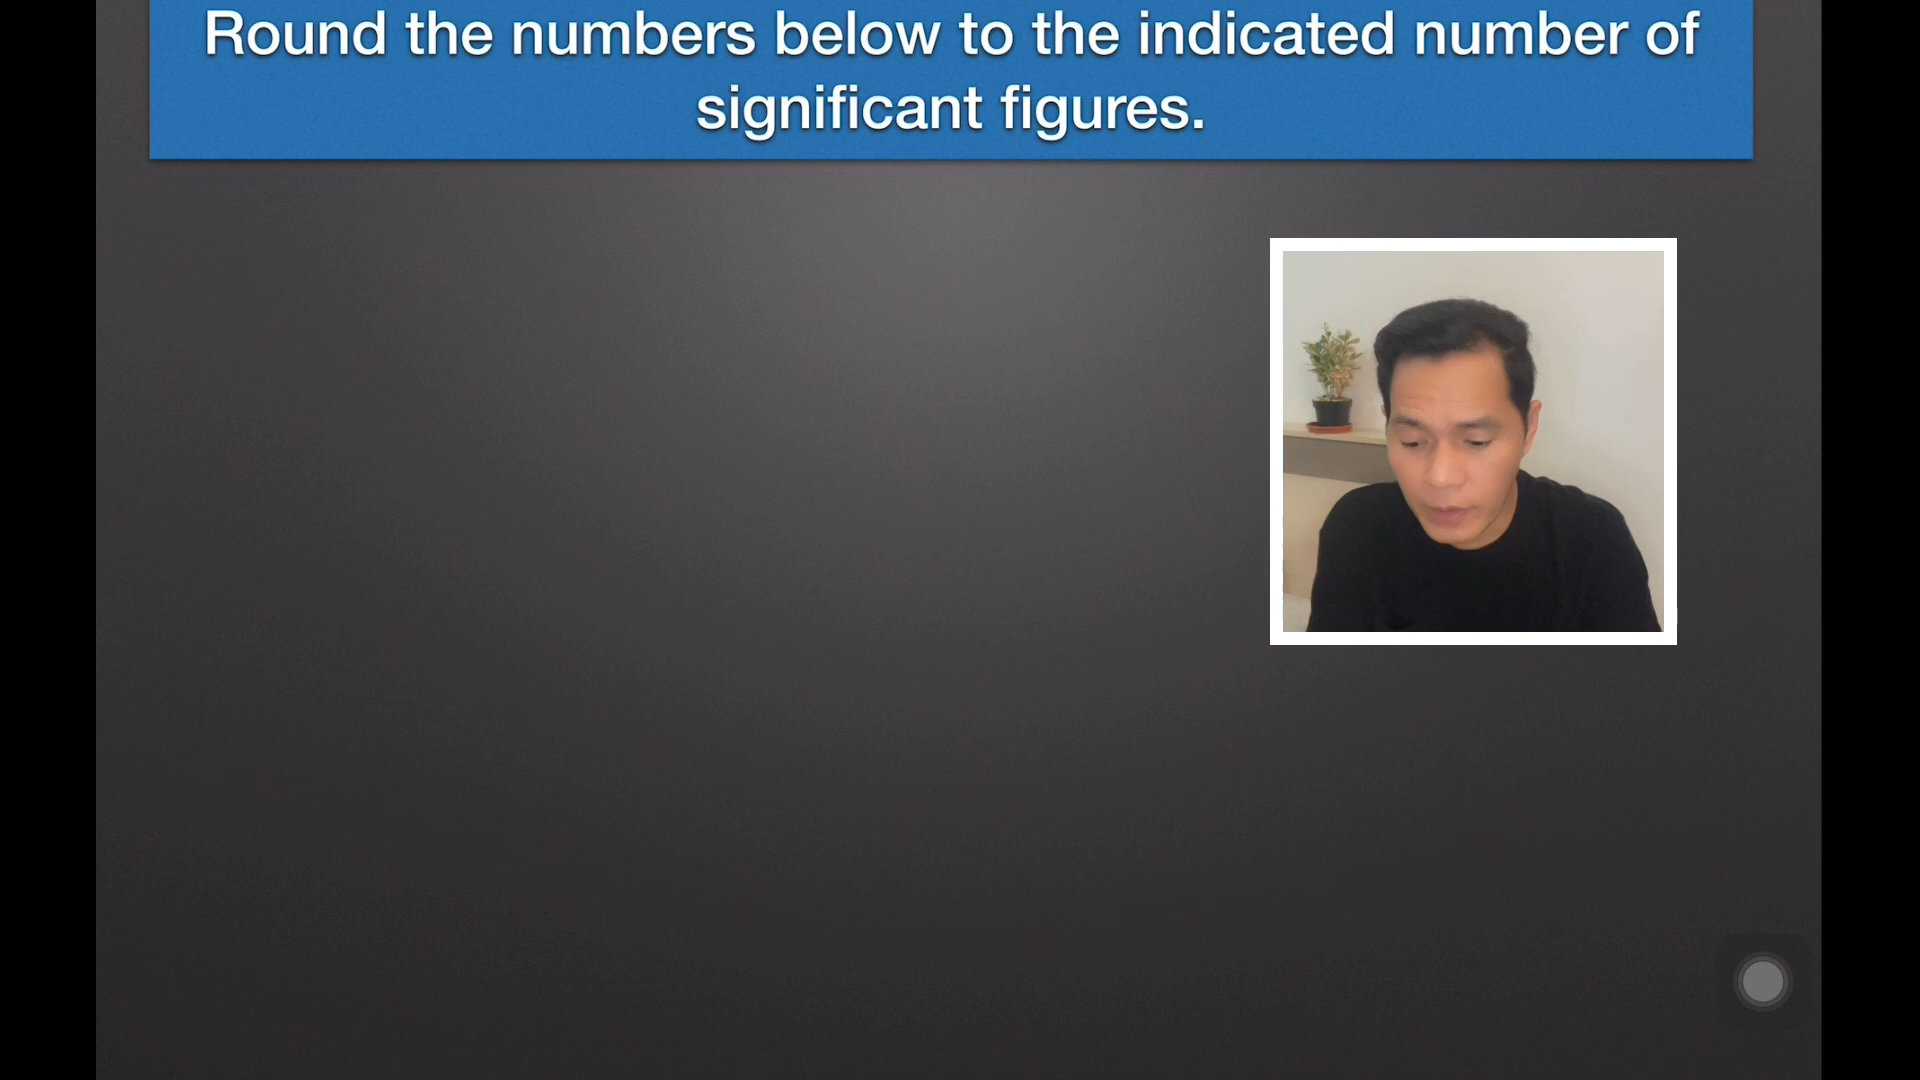 Round the numbers below to the indicated number of
significant figures.